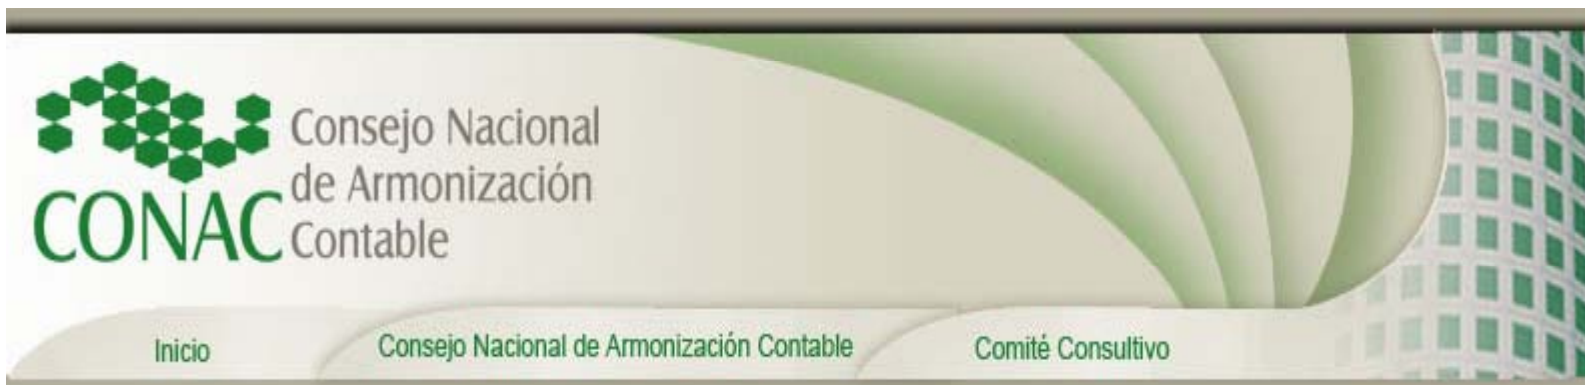 CONAC
Consejo Nacional
de Armonización
Contable
Inicio
Consejo Nacional de Armonización Contable
Comité Consultivo